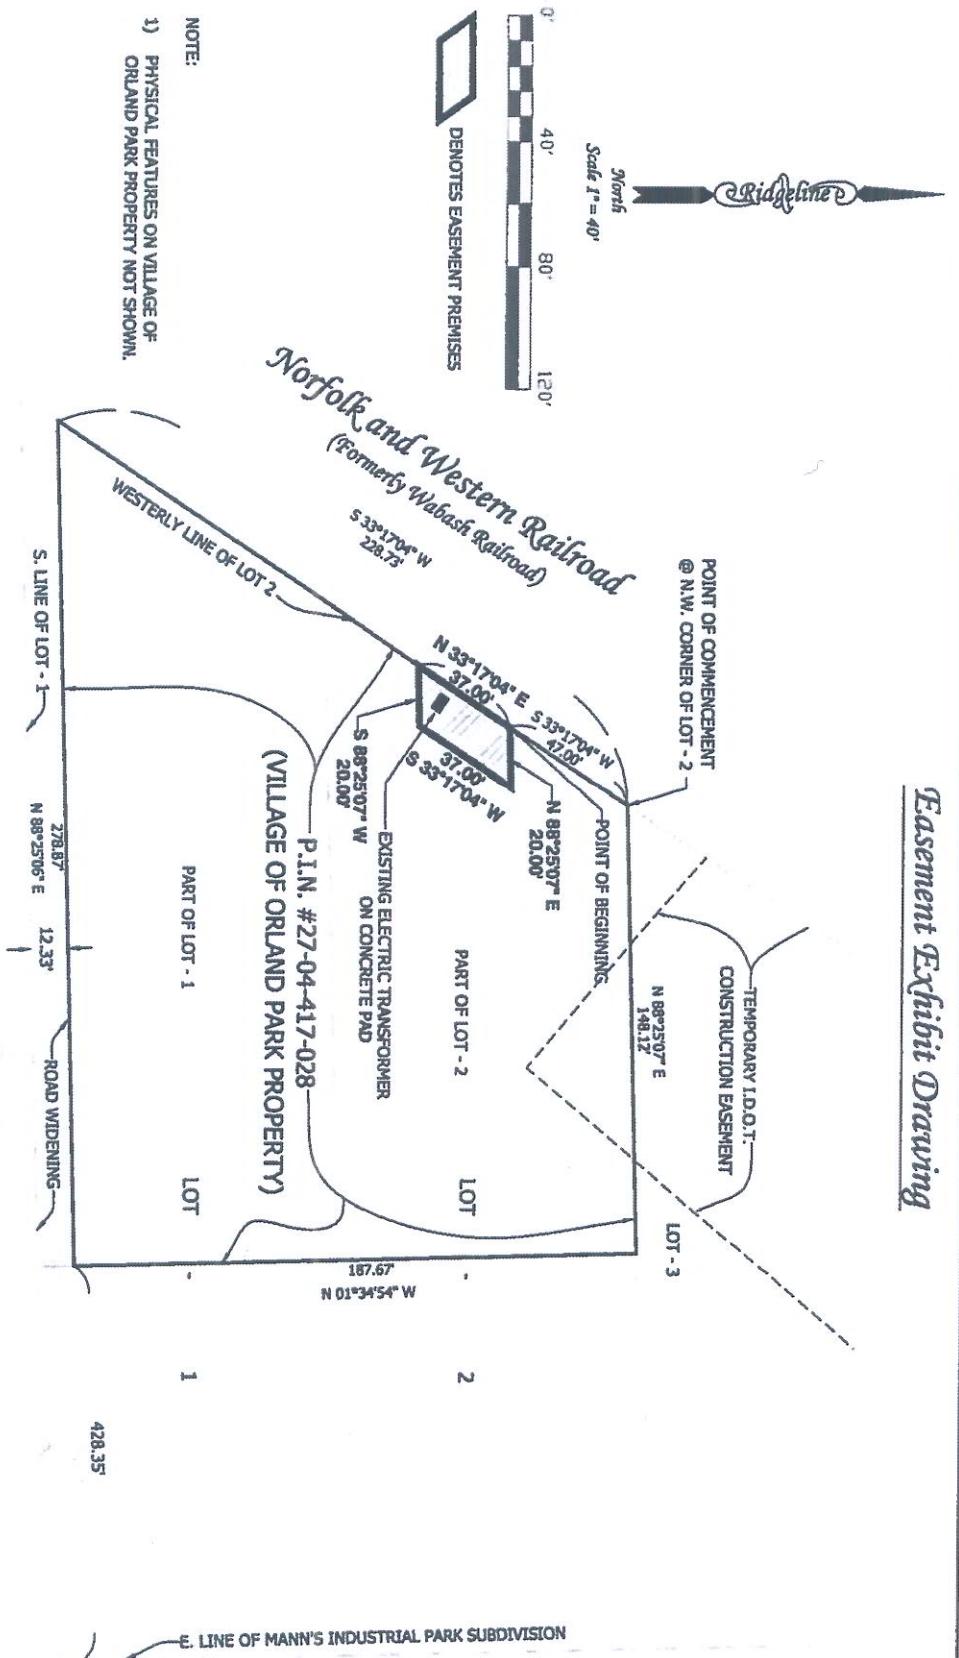 Easement Exhibit Drawing
Ridgeline
North
Scale 1" = 40'
0'
40'
80'
120'
DENOTES EASEMENT PREMISES
NOTE:
1) PHYSICAL FEATURES ON VILLAGE OF
ORLAND PARK PROPERTY NOT SHOWN.
Norfolk and Western Railroad
(Formerly Wabash Railroad)
S 33°17'04" W
228.73'
WESTERLY LINE OF LOT 2
POINT OF COMMENCEMENT
@ N.W. CORNER OF LOT - 2
S 33°17'04" W
47.00'
N 33°17'04" E
37.00'
37.00'
S 33°17'04" W
N 88°25'07" E
20.00'
S 88°25'07" W
20.00'
POINT OF BEGINNING
EXISTING ELECTRIC TRANSFORMER
ON CONCRETE PAD
TEMPORARY I.D.O.T.
CONSTRUCTION EASEMENT
N 88°25'07" E
148.12'
LOT - 3
PART OF LOT - 2
LOT - 2
P.I.N. #27-04-417-028
(VILLAGE OF ORLAND PARK PROPERTY)
PART OF LOT - 1
LOT - 1
187.67'
N 01°34'54" W
S. LINE OF LOT - 1
278.87'
N 88°25'06" E
12.33'
ROAD WIDENING
428.35'
E. LINE OF MANN'S INDUSTRIAL PARK SUBDIVISION